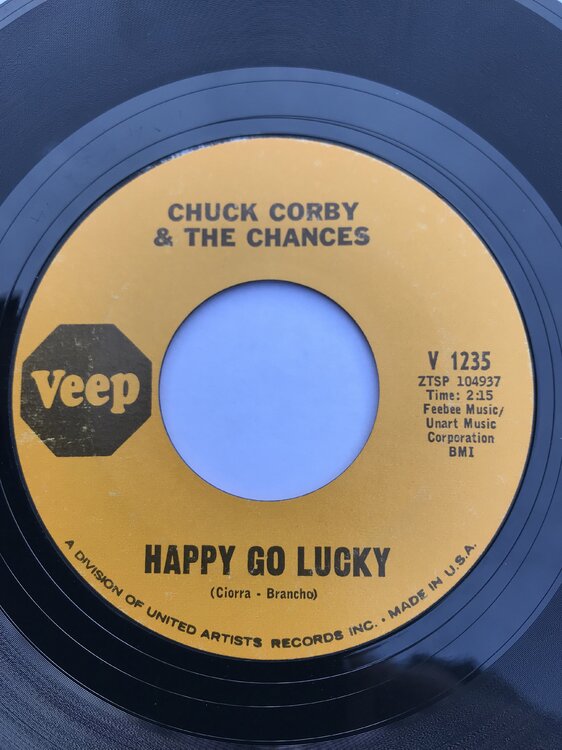 CHUCK CORBY
& THE CHANCES
Veep
V 1235
ZTSP 104937
Time: 2:15
Feebee Music/
Unart Music
Corporation
BMI
HAPPY GO LUCKY
(Ciorra - Brancho)
A DIVISION OF UNITED ARTISTS RECORDS INC. • MADE IN U.S.A.